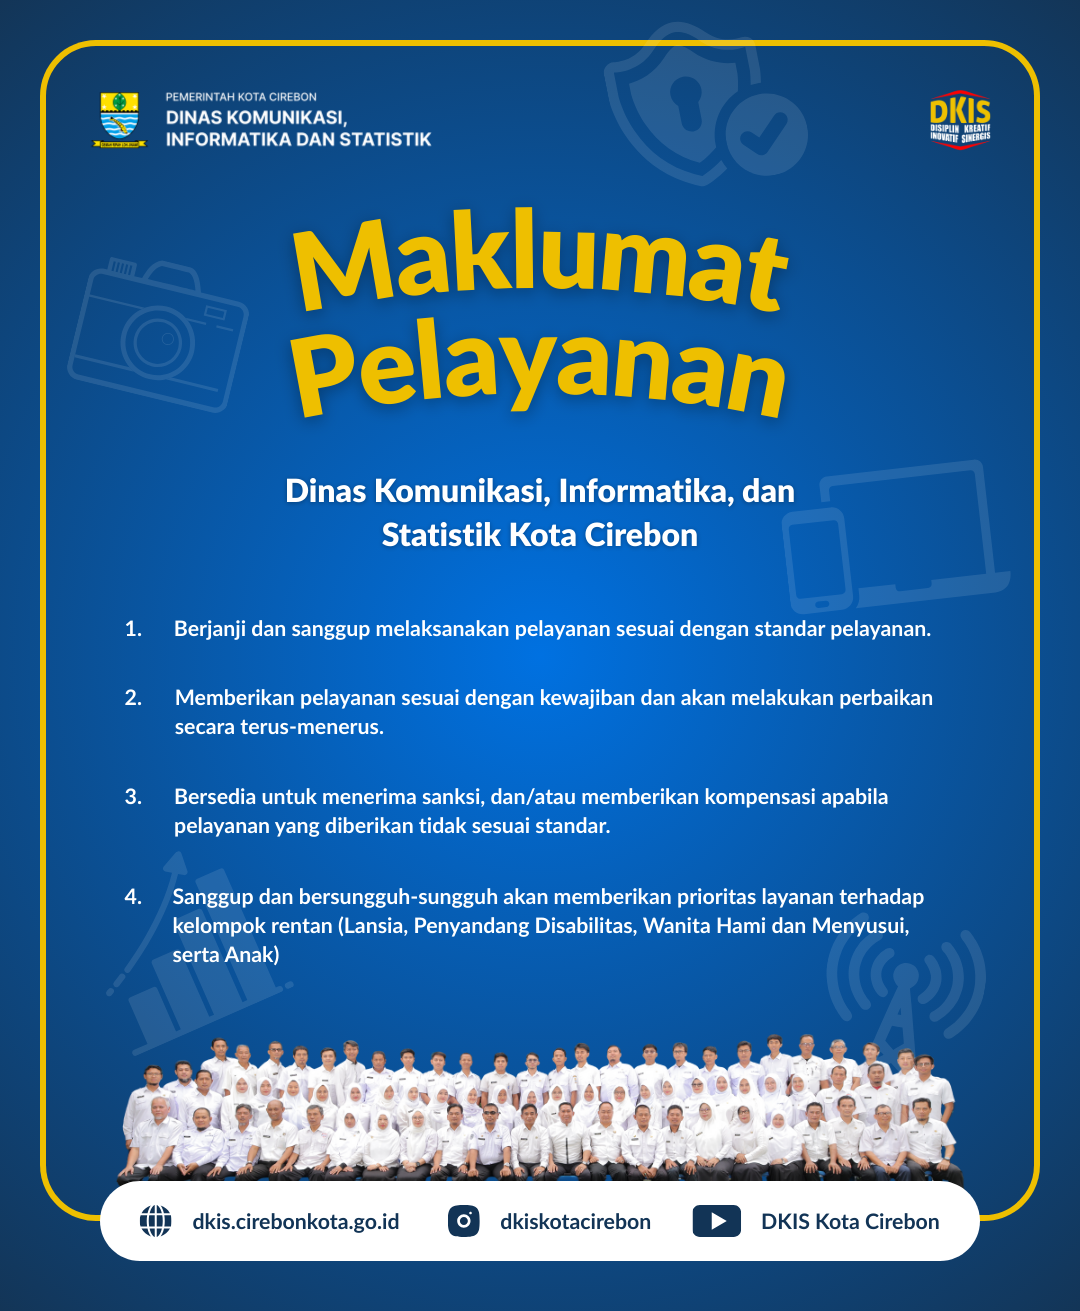 PEMERINTAH KOTA CIREBON
DINAS KOMUNIKASI,
INFORMATIKA DAN STATISTIK
DKIS
DISIPLIN KREATIF
INOVATIF SINERGIS
Maklumat
Pelayanan
Dinas Komunikasi, Informatika, dan
Statistik Kota Cirebon
1. Berjanji dan sanggup melaksanakan pelayanan sesuai dengan standar pelayanan.
2. Memberikan pelayanan sesuai dengan kewajiban dan akan melakukan perbaikan
secara terus-menerus.
3. Bersedia untuk menerima sanksi, dan/atau memberikan kompensasi apabila
pelayanan yang diberikan tidak sesuai standar.
4. Sanggup dan bersungguh-sungguh akan memberikan prioritas layanan terhadap
kelompok rentan (Lansia, Penyandang Disabilitas, Wanita Hami dan Menyusui,
serta Anak)
dkis.cirebonkota.go.id
dkiskotacirebon
DKIS Kota Cirebon